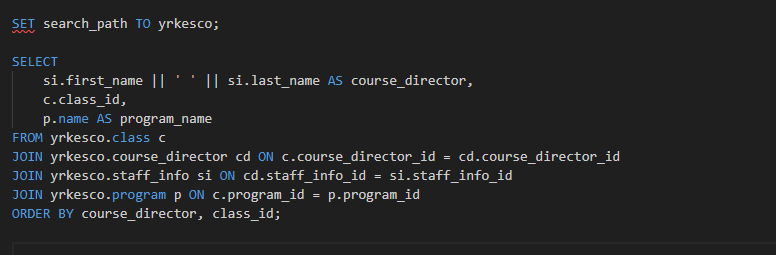 SET search_path TO yrkesco;
SELECT
si.first_name || ' ' || si.last_name AS course_director,
c.class_id,
p.name AS program_name
FROM yrkesco.class c
JOIN yrkesco.course_director cd ON c.course_director_id = cd.course_director_id
JOIN yrkesco.staff_info si ON cd.staff_info_id = si.staff_info_id
JOIN yrkesco.program p ON c.program_id = p.program_id
ORDER BY course_director, class_id;